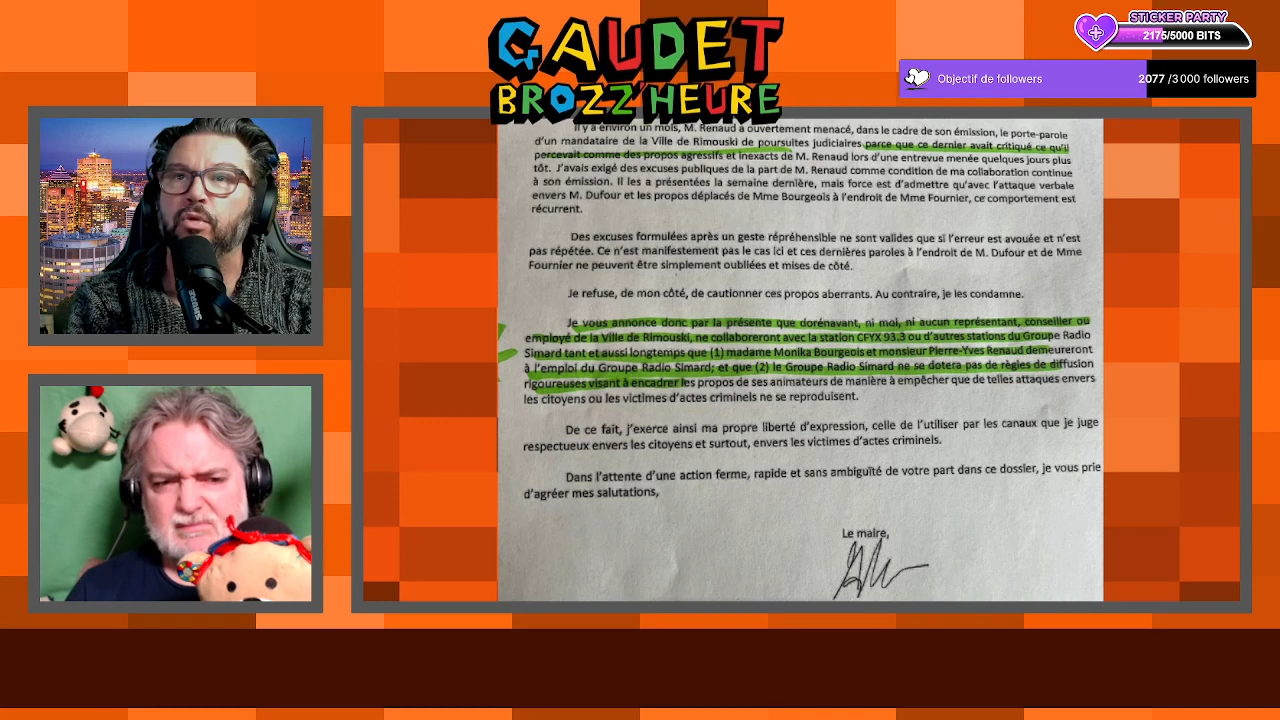 GAUDET
BROZZ'HEURE
STICKER PARTY
2175/5000 BITS
Objectif de followers
2077 /3 000 followers
Il y a environ un mois, M. Renaud a ouvertement menacé, dans le cadre de son émission, le porte-parole
d'un mandataire de la Ville de Rimouski de poursuites judiciaires parce que ce dernier avait critiqué ce qu'il
percevait comme des propos agressifs et inexacts de M. Renaud lors d'une entrevue menée quelques jours plus
tôt. J'avais exigé des excuses publiques de la part de M. Renaud comme condition de ma collaboration continue
à son émission. Il les a présentées la semaine dernière, mais force est d'admettre qu'avec l'attaque verbale
envers M. Dufour et les propos déplacés de Mme Bourgeois à l'endroit de Mme Fournier, ce comportement est
récurrent.
Des excuses formulées après un geste répréhensible ne sont valides que si l'erreur est avouée et n'est
pas répétée. Ce n'est manifestement pas le cas ici et ces dernières paroles à l'endroit de M. Dufour et de Mme
Fournier ne peuvent être simplement oubliées et mises de côté.
Je refuse, de mon côté, de cautionner ces propos aberrants. Au contraire, je les condamne.
Je vous annonce donc par la présente que dorénavant, ni moi, ni aucun représentant, conseiller ou
employé de la Ville de Rimouski, ne collaboreront avec la station CFYX 93.3 ou d'autres stations du Groupe Radio
Simard tant et aussi longtemps que (1) madame Monika Bourgeois et monsieur Pierre-Yves Renaud demeureront
à l'emploi du Groupe Radio Simard; et que (2) le Groupe Radio Simard ne se dotera pas de règles de diffusion
rigoureuses visant à encadrer les propos de ses animateurs de manière à empêcher que de telles attaques envers
les citoyens ou les victimes d'actes criminels ne se reproduisent.
De ce fait, j'exerce ainsi ma propre liberté d'expression, celle de l'utiliser par les canaux que je juge
respectueux envers les citoyens et surtout, envers les victimes d'actes criminels.
Dans l'attente d'une action ferme, rapide et sans ambiguïté de votre part dans ce dossier, je vous prie
d'agréer mes salutations,
Le maire,